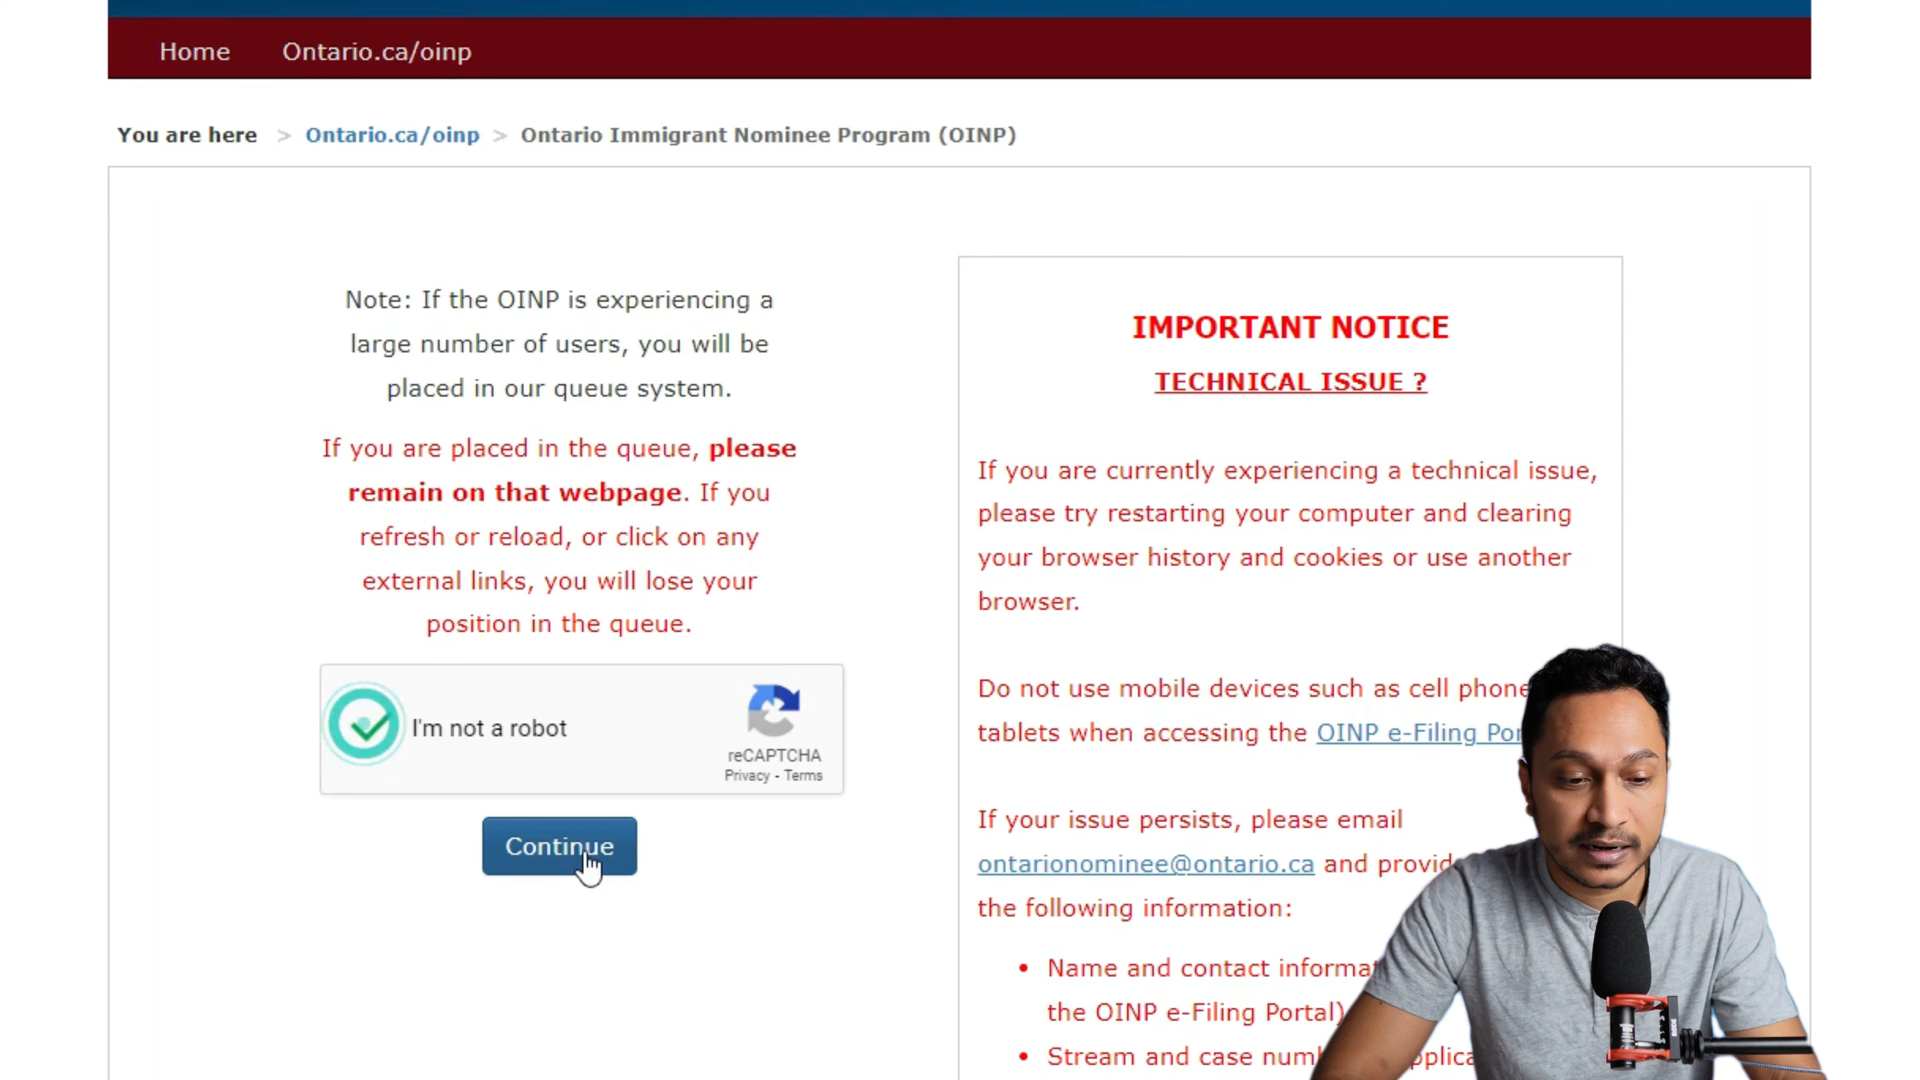 Home Ontario.ca/oinp
You are here > Ontario.ca/oinp > Ontario Immigrant Nominee Program (OINP)
Note: If the OINP is experiencing a
large number of users, you will be
placed in our queue system.
If you are placed in the queue, please
remain on that webpage. If you
refresh or reload, or click on any
external links, you will lose your
position in the queue.
I'm not a robot
reCAPTCHA
Privacy - Terms
Continue
IMPORTANT NOTICE
TECHNICAL ISSUE ?
If you are currently experiencing a technical issue,
please try restarting your computer and clearing
your browser history and cookies or use another
browser.
Do not use mobile devices such as cell phone
tablets when accessing the OINP e-Filing Por
If your issue persists, please email
ontarionominee@ontario.ca and provid
the following information:
• Name and contact informat
the OINP e-Filing Portal)
• Stream and case num